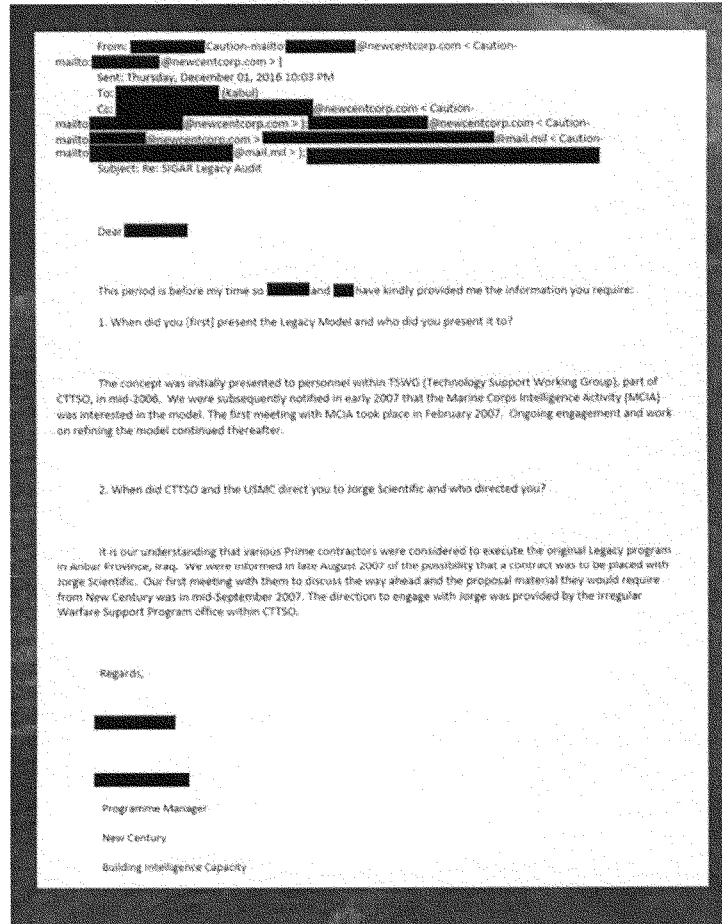 From: Caution-mailto: @newcentcorp.com < Caution-
mailto: @newcentcorp.com > ]
Sent: Thursday, December 01, 2016 10:03 PM
To: (Kabul)
Cc: @newcentcorp.com < Caution-
mailto @newcentcorp.com > ); @newcentcorp.com < Caution-
mailto @newcentcorp.com > @mail.mil < Caution-
mailto @mail.mil > );
Subject: Re: SIGAR Legacy Audit
Dear
This period is before my time so and have kindly provided me the information you require:
1. When did you [first] present the Legacy Model and who did you present it to?
The concept was initially presented to personnel within TSWG (Technology Support Working Group), part of
CTTSO, in mid-2006. We were subsequently notified in early 2007 that the Marine Corps Intelligence Activity (MCIA)
was interested in the model. The first meeting with MCIA took place in February 2007. Ongoing engagement and work
on refining the model continued thereafter.
2. When did CTTSO and the USMC direct you to Jorge Scientific and who directed you?
It is our understanding that various Prime contractors were considered to execute the original Legacy program
in Anbar Province, Iraq. We were informed in late August 2007 of the possibility that a contract was to be placed with
Jorge Scientific. Our first meeting with them to discuss the way ahead and the proposal material they would require
from New Century was in mid-September 2007. The direction to engage with Jorge was provided by the Irregular
Warfare Support Program office within CTTSO.
Regards,
Programme Manager
New Century
Building Intelligence Capacity